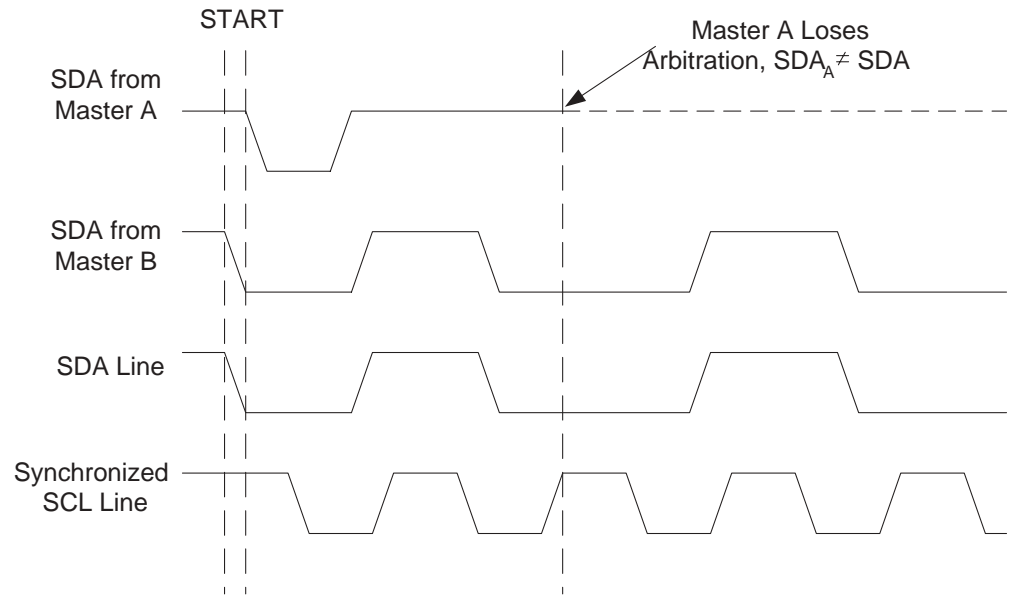 START
Master A Loses
Arbitration, SDA_A ≠ SDA
SDA from
Master A
SDA from
Master B
SDA Line
Synchronized
SCL Line